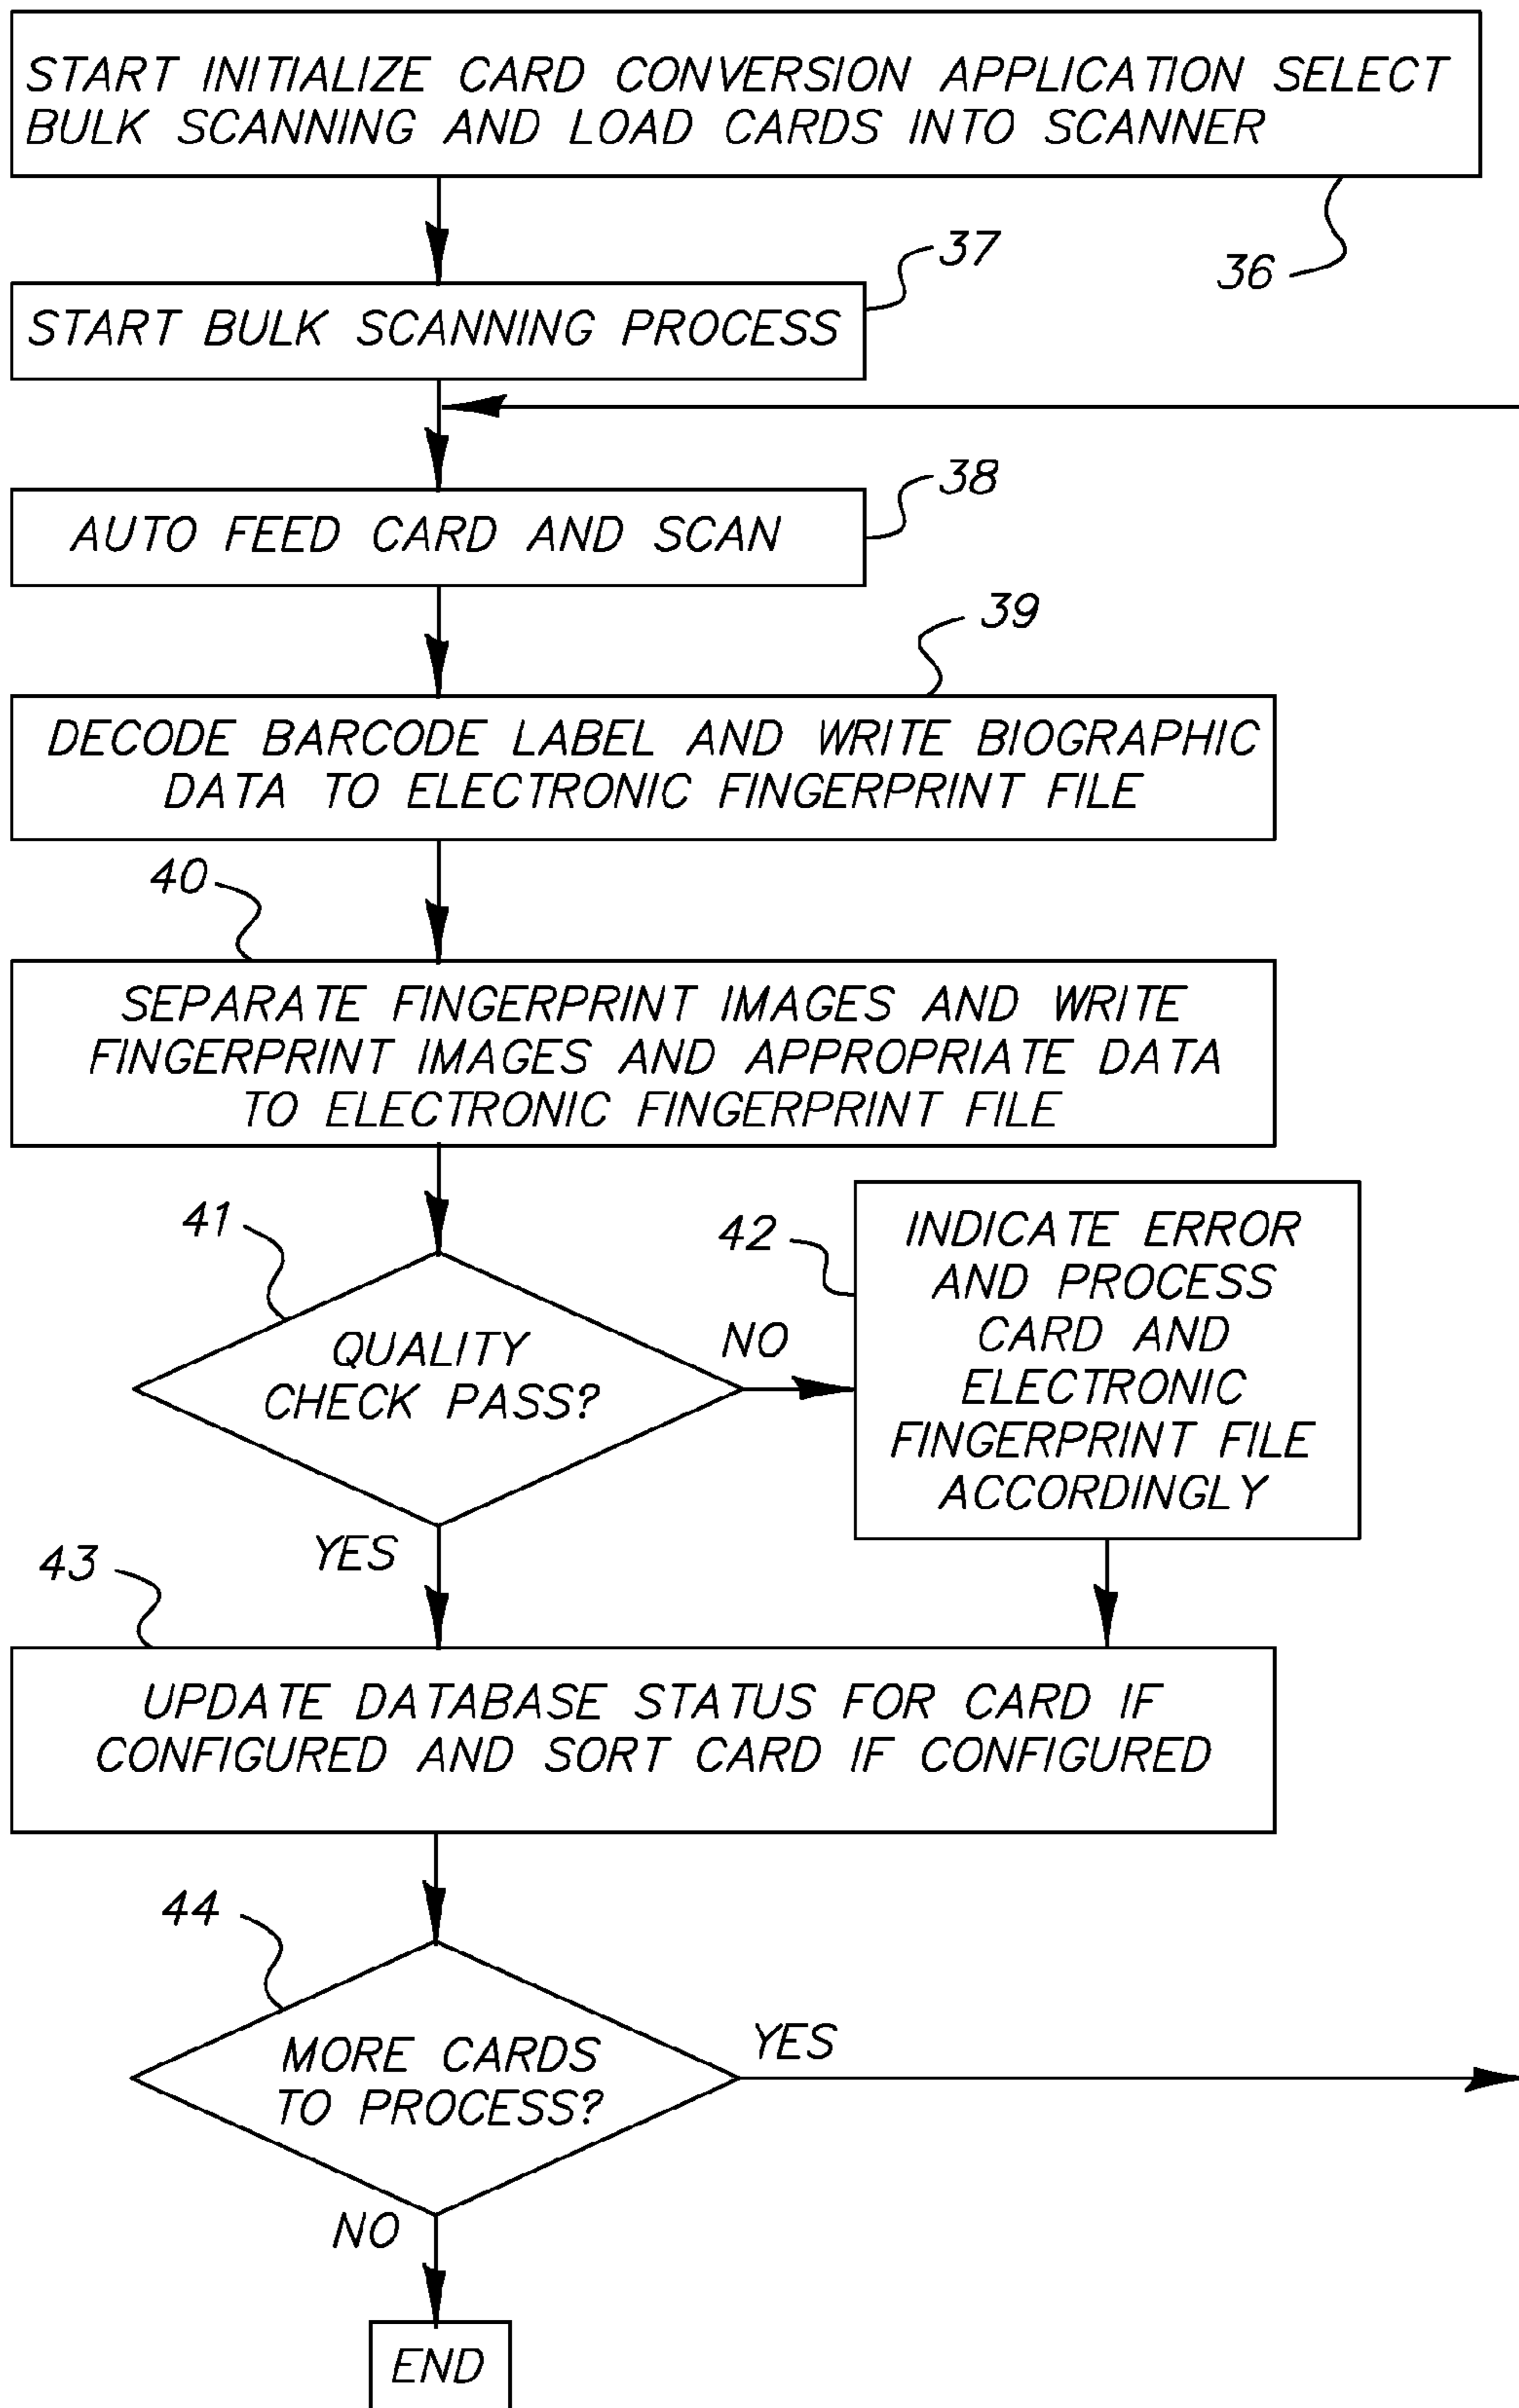 START INITIALIZE CARD CONVERSION APPLICATION SELECT
BULK SCANNING AND LOAD CARDS INTO SCANNER
36
37
START BULK SCANNING PROCESS
38
AUTO FEED CARD AND SCAN
39
DECODE BARCODE LABEL AND WRITE BIOGRAPHIC
DATA TO ELECTRONIC FINGERPRINT FILE
40
SEPARATE FINGERPRINT IMAGES AND WRITE
FINGERPRINT IMAGES AND APPROPRIATE DATA
TO ELECTRONIC FINGERPRINT FILE
41
QUALITY
CHECK PASS?
NO
YES
42
INDICATE ERROR
AND PROCESS
CARD AND
ELECTRONIC
FINGERPRINT FILE
ACCORDINGLY
43
UPDATE DATABASE STATUS FOR CARD IF
CONFIGURED AND SORT CARD IF CONFIGURED
44
MORE CARDS
TO PROCESS?
YES
NO
END